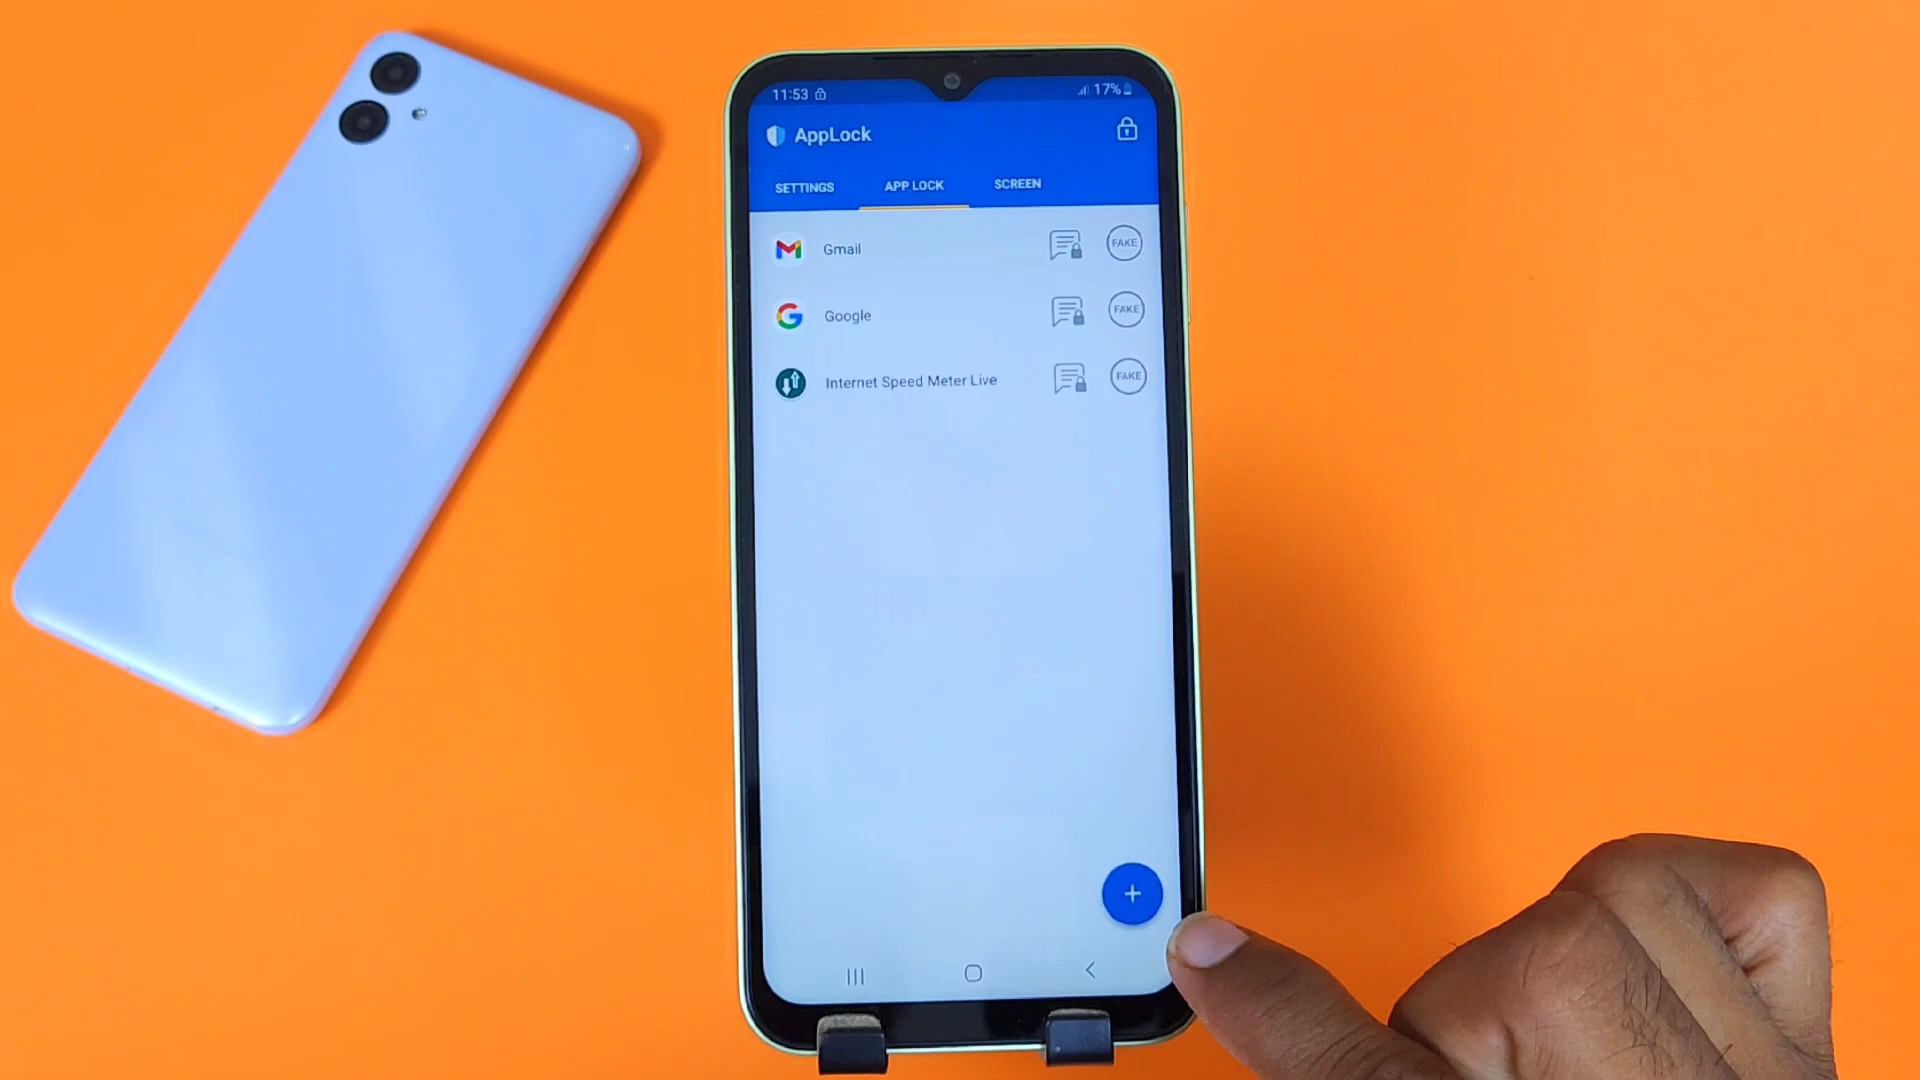 11:53 17%
AppLock
SETTINGS APP LOCK SCREEN
Gmail FAKE
Google FAKE
Internet Speed Meter Live FAKE
+